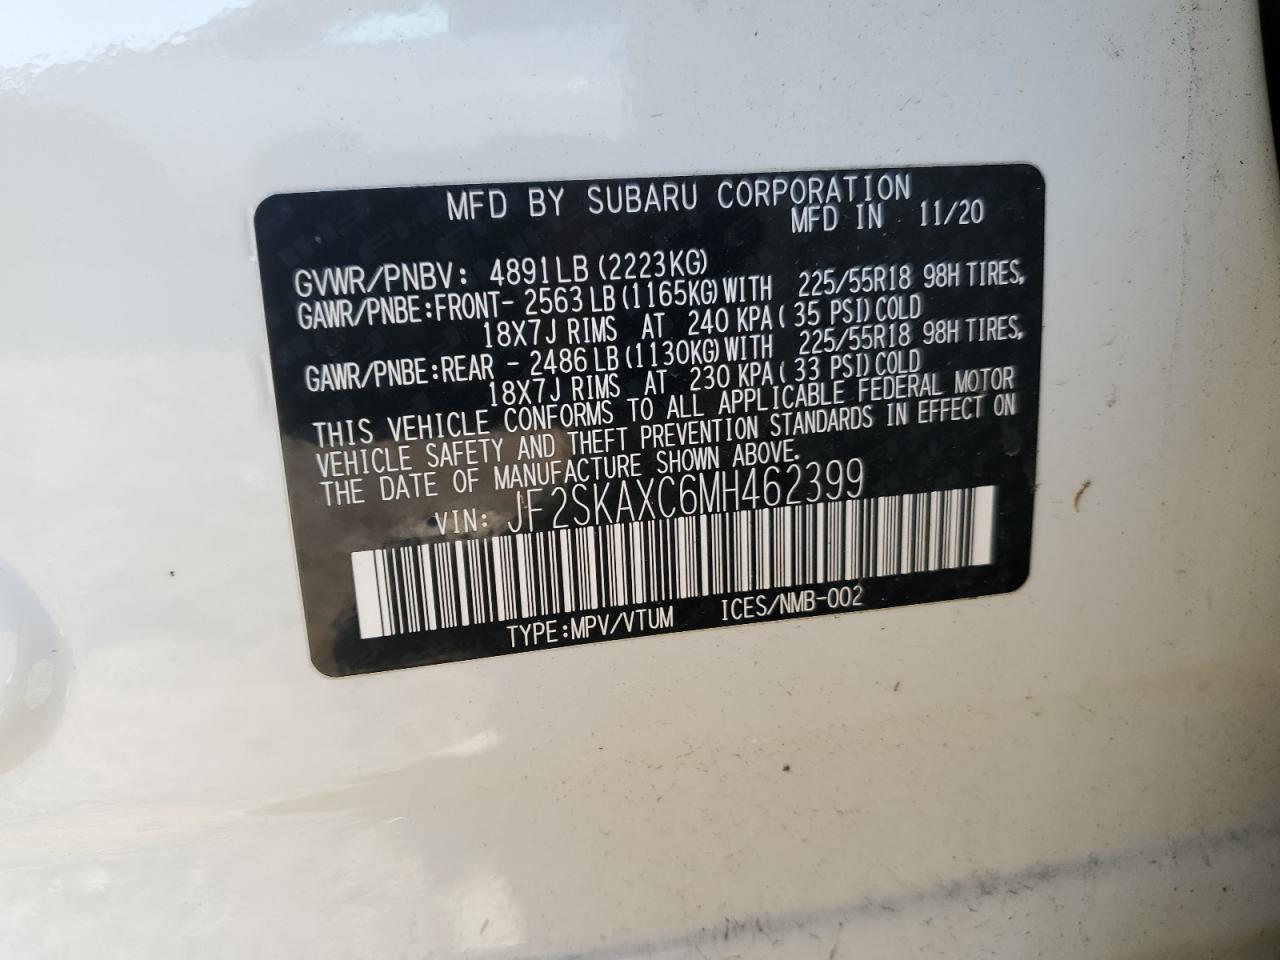 MFD BY SUBARU CORPORATION
MFD IN 11/20
GVWR/PNBV: 4891LB (2223KG)
GAWR/PNBE:FRONT- 2563 LB (1165KG) WITH 225/55R18 98H TIRES,
18X7J RIMS AT 240 KPA ( 35 PSI) COLD
GAWR/PNBE:REAR - 2486 LB (1130KG) WITH 225/55R18 98H TIRES,
18X7J RIMS AT 230 KPA ( 33 PSI) COLD
THIS VEHICLE CONFORMS TO ALL APPLICABLE FEDERAL MOTOR
VEHICLE SAFETY AND THEFT PREVENTION STANDARDS IN EFFECT ON
THE DATE OF MANUFACTURE SHOWN ABOVE.
VIN: JF2SKAXC6MH462399
TYPE:MPV/VTUM ICES/NMB-002